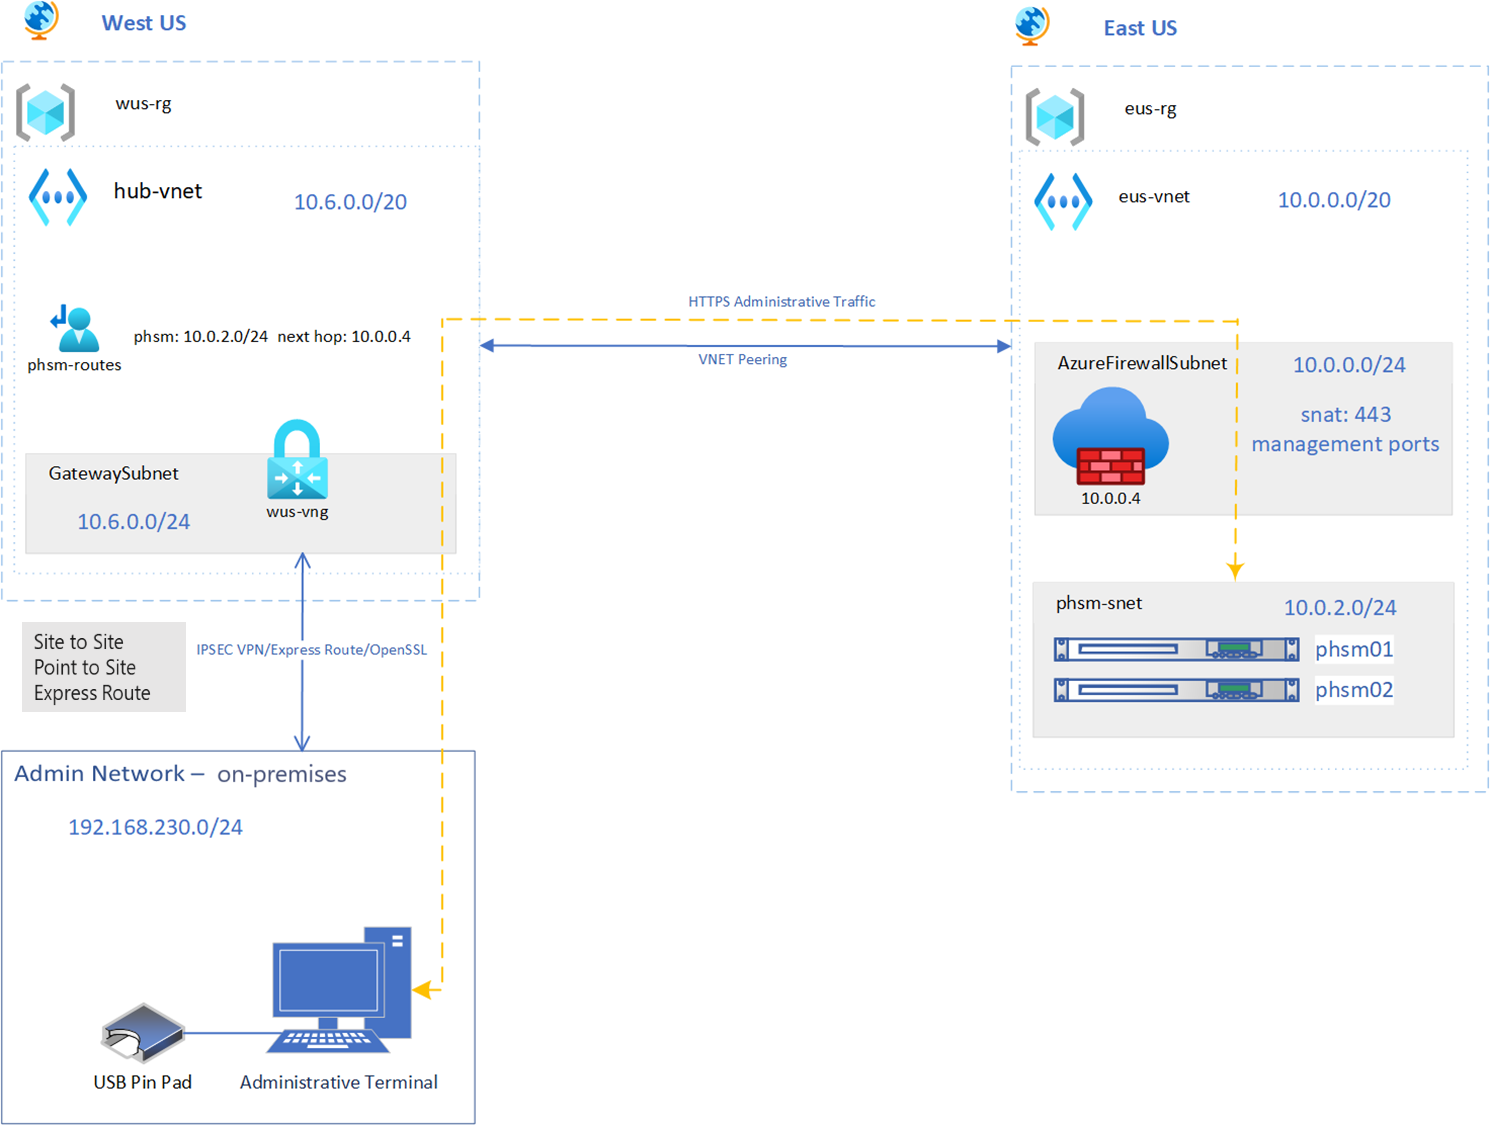 West US
wus-rg
hub-vnet
10.6.0.0/20
phsm-routes
phsm: 10.0.2.0/24  next hop: 10.0.0.4
GatewaySubnet
10.6.0.0/24
wus-vng
Site to Site
Point to Site
Express Route
IPSEC VPN/Express Route/OpenSSL
Admin Network – on-premises
192.168.230.0/24
USB Pin Pad
Administrative Terminal
HTTPS Administrative Traffic
VNET Peering
East US
eus-rg
eus-vnet
10.0.0.0/20
AzureFirewallSubnet
10.0.0.0/24
snat: 443
management ports
10.0.0.4
phsm-snet
10.0.2.0/24
phsm01
phsm02